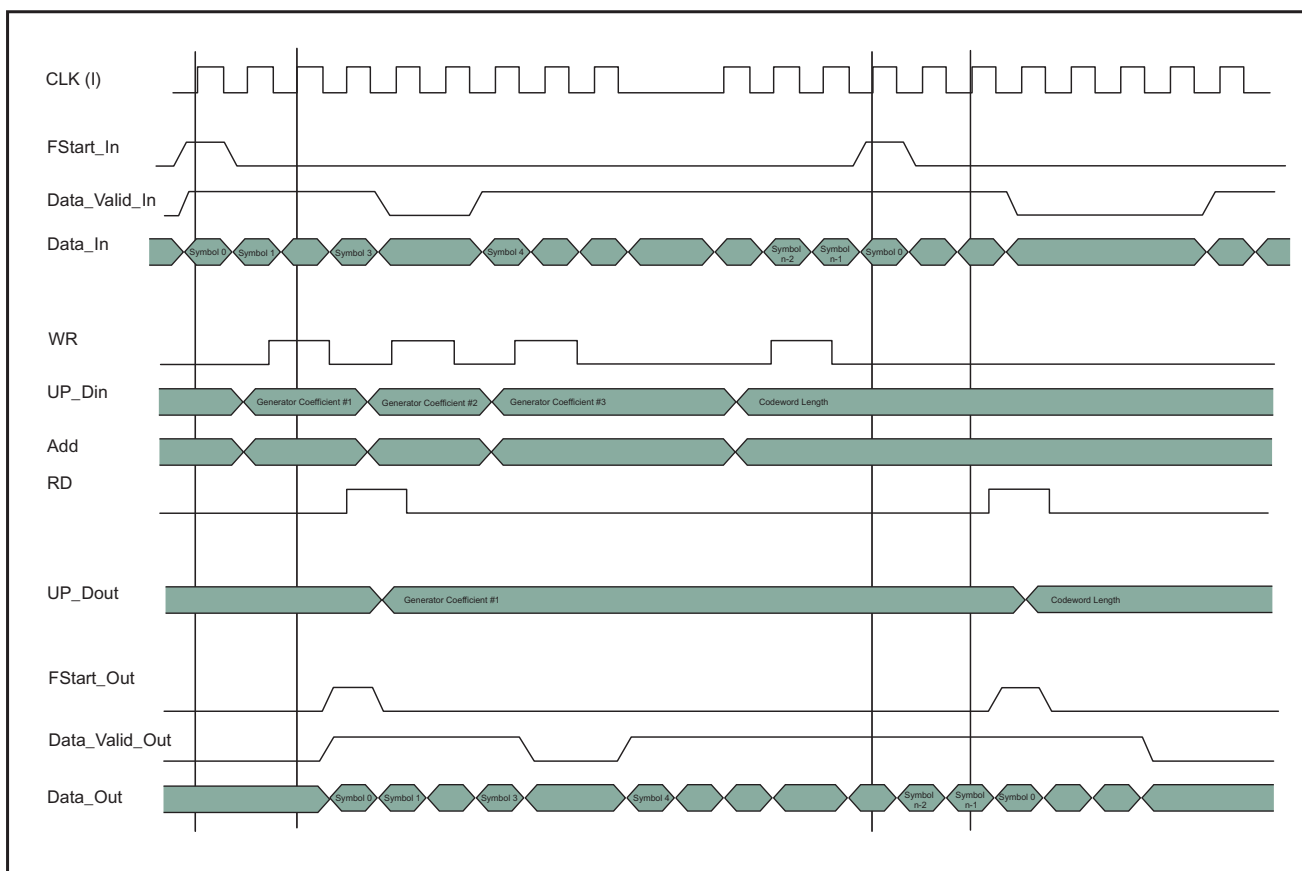 CLK (I)
FStart_In
Data_Valid_In
Data_In
Symbol 0
Symbol 1
Symbol 3
Symbol 4
Symbol
n-2
Symbol
n-1
Symbol 0
WR
UP_Din
Generator Coefficient #1
Generator Coefficient #2
Generator Coefficient #3
Codeword Length
Add
RD
UP_Dout
Generator Coefficient #1
Codeword Length
FStart_Out
Data_Valid_Out
Data_Out
Symbol 0
Symbol 1
Symbol 3
Symbol 4
Symbol
n-2
Symbol
n-1
Symbol 0